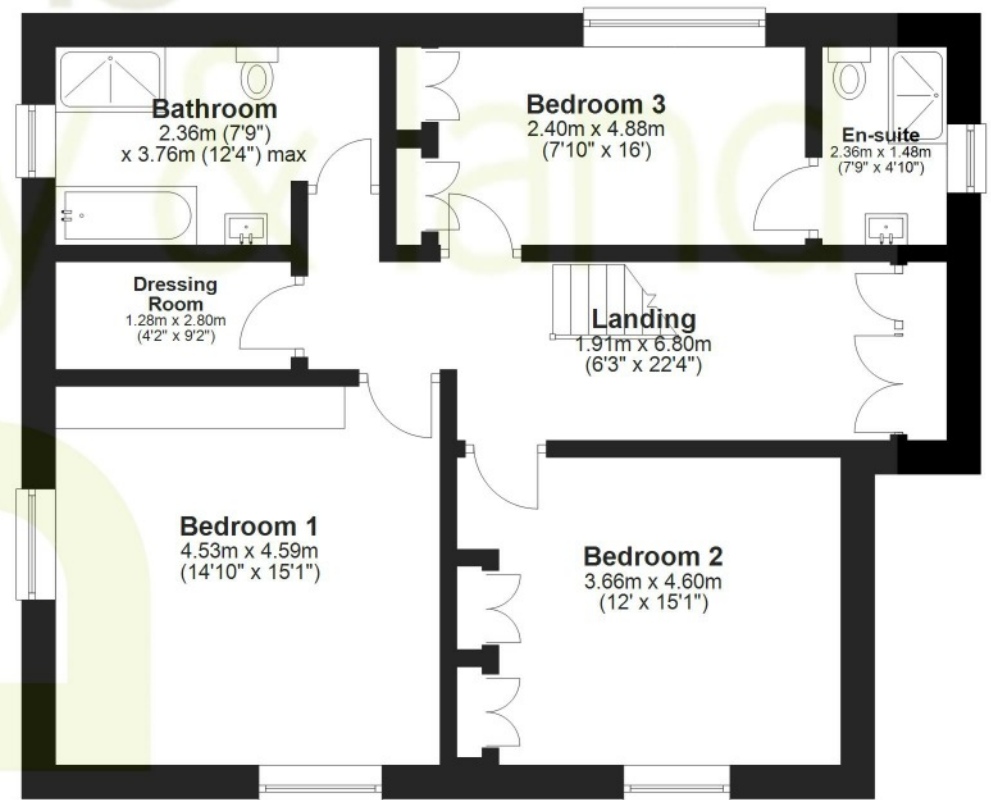 Bathroom
2.36m (7'9")
x 3.76m (12'4") max
Bedroom 3
2.40m x 4.88m
(7'10" x 16')
En-suite
2.36m x 1.48m
(7'9" x 4'10")
Dressing
Room
1.28m x 2.80m
(4'2" x 9'2")
Landing
1.91m x 6.80m
(6'3" x 22'4")
Bedroom 1
4.53m x 4.59m
(14'10" x 15'1")
Bedroom 2
3.66m x 4.60m
(12' x 15'1")
y & land